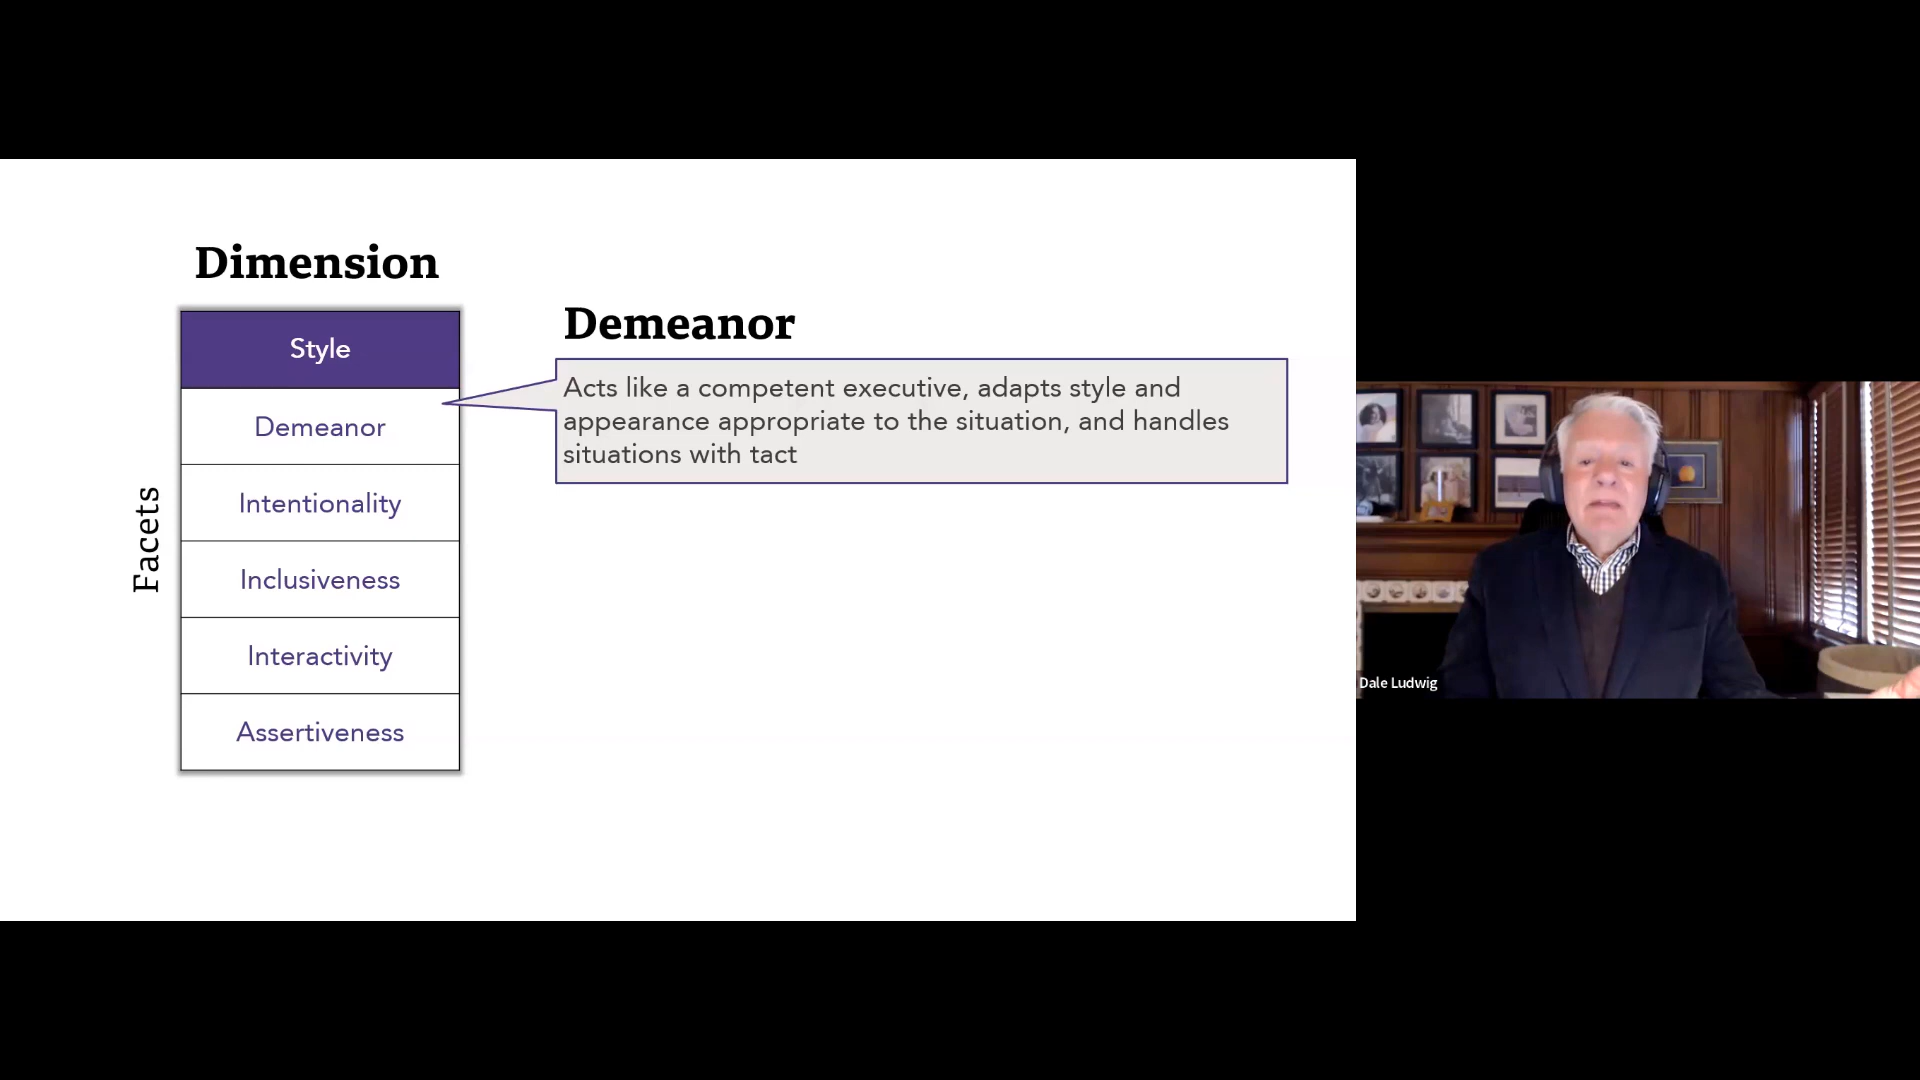 Dimension
Style
Demeanor
Intentionality
Inclusiveness
Interactivity
Assertiveness
Facets
Demeanor
Acts like a competent executive, adapts style and
appearance appropriate to the situation, and handles
situations with tact
Dale Ludwig